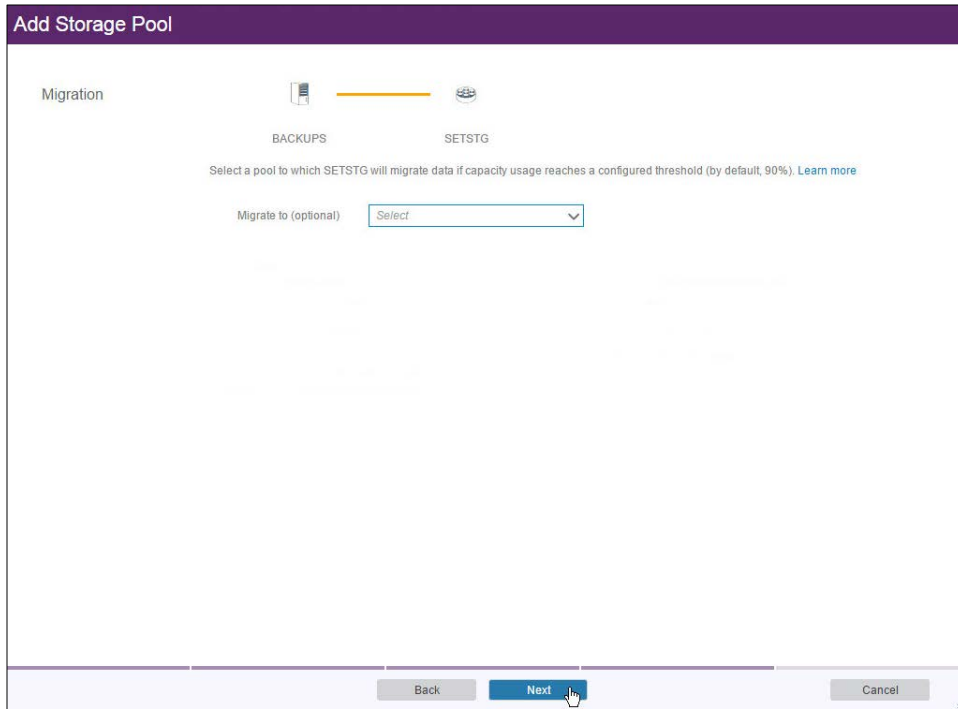 Add Storage Pool
Migration
BACKUPS SETSTG
Select a pool to which SETSTG will migrate data if capacity usage reaches a configured threshold (by default, 90%). Learn more
Migrate to (optional) Select
Back Next Cancel